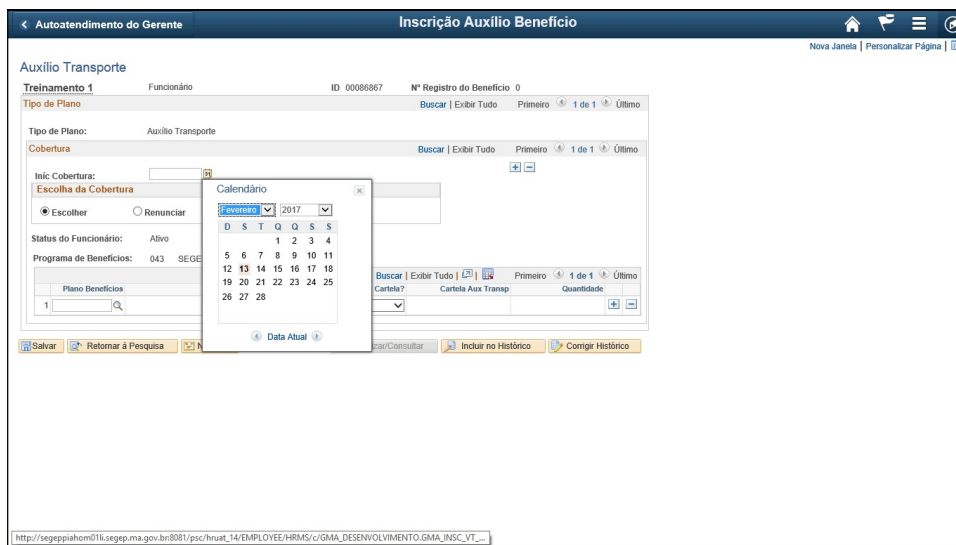 Autoatendimento do Gerente Inscrição Auxílio Benefício
Nova Janela | Personalizar Página |
Auxílio Transporte
Treinamento 1 Funcionário ID 00086867 Nº Registro do Benefício 0
Tipo de Plano Buscar | Exibir Tudo Primeiro 1 de 1 Último
Tipo de Plano: Auxílio Transporte
Cobertura Buscar | Exibir Tudo Primeiro 1 de 1 Último
Iníc Cobertura: 31
Escolha da Cobertura
Escolher Renunciar
Status do Funcionário: Ativo
Programa de Benefícios: 043 SEGE
Buscar | Exibir Tudo | Primeiro 1 de 1 Último
Plano Benefícios Cartela? Cartela Aux Transp Quantidade
1
Calendário
Fevereiro 2017
D S T Q Q S S
1 2 3 4
5 6 7 8 9 10 11
12 13 14 15 16 17 18
19 20 21 22 23 24 25
26 27 28
Data Atual
Salvar Retornar à Pesquisa zar/Consultar Incluir no Histórico Corrigir Histórico
http://segeppiahom01li.segep.ma.gov.br:8081/psc/hruat_14/EMPLOYEE/HRMS/c/GMA_DESENVOLVIMENTO.GMA_INSC_VT_...